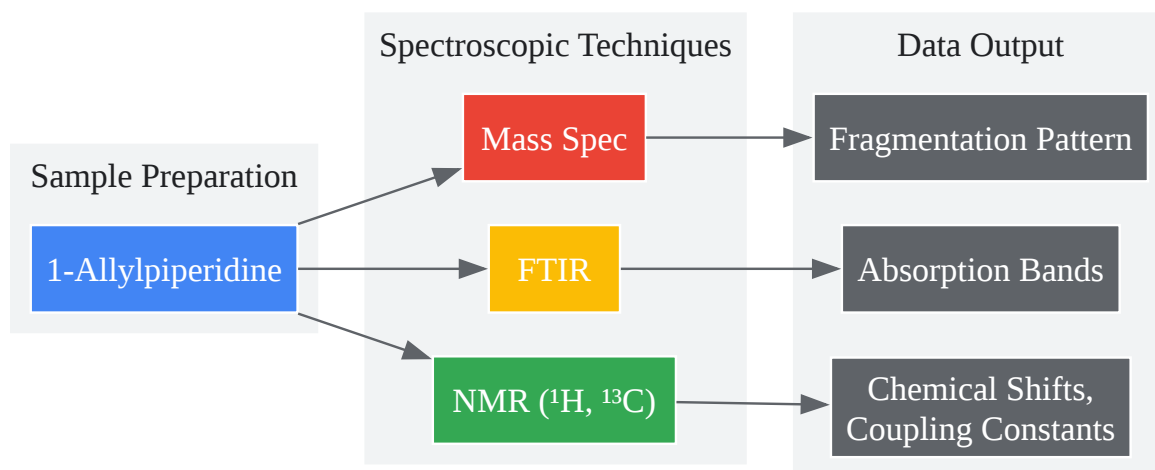 Spectroscopic Techniques
Data Output
Mass Spec
Fragmentation Pattern
Sample Preparation
1-Allylpiperidine
FTIR
Absorption Bands
NMR (¹H, ¹³C)
Chemical Shifts,
Coupling Constants